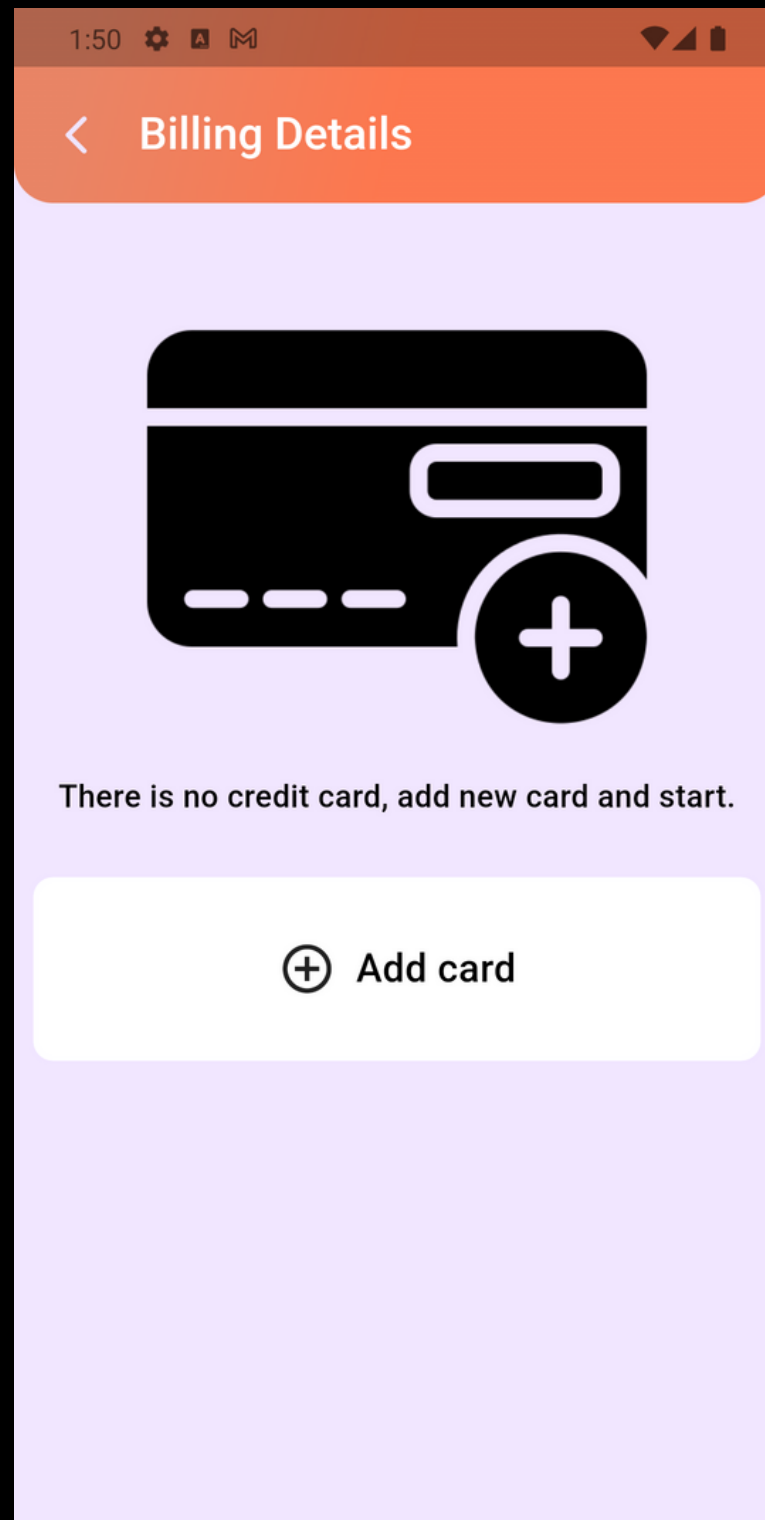 1:50
Billing Details
There is no credit card, add new card and start.
Add card